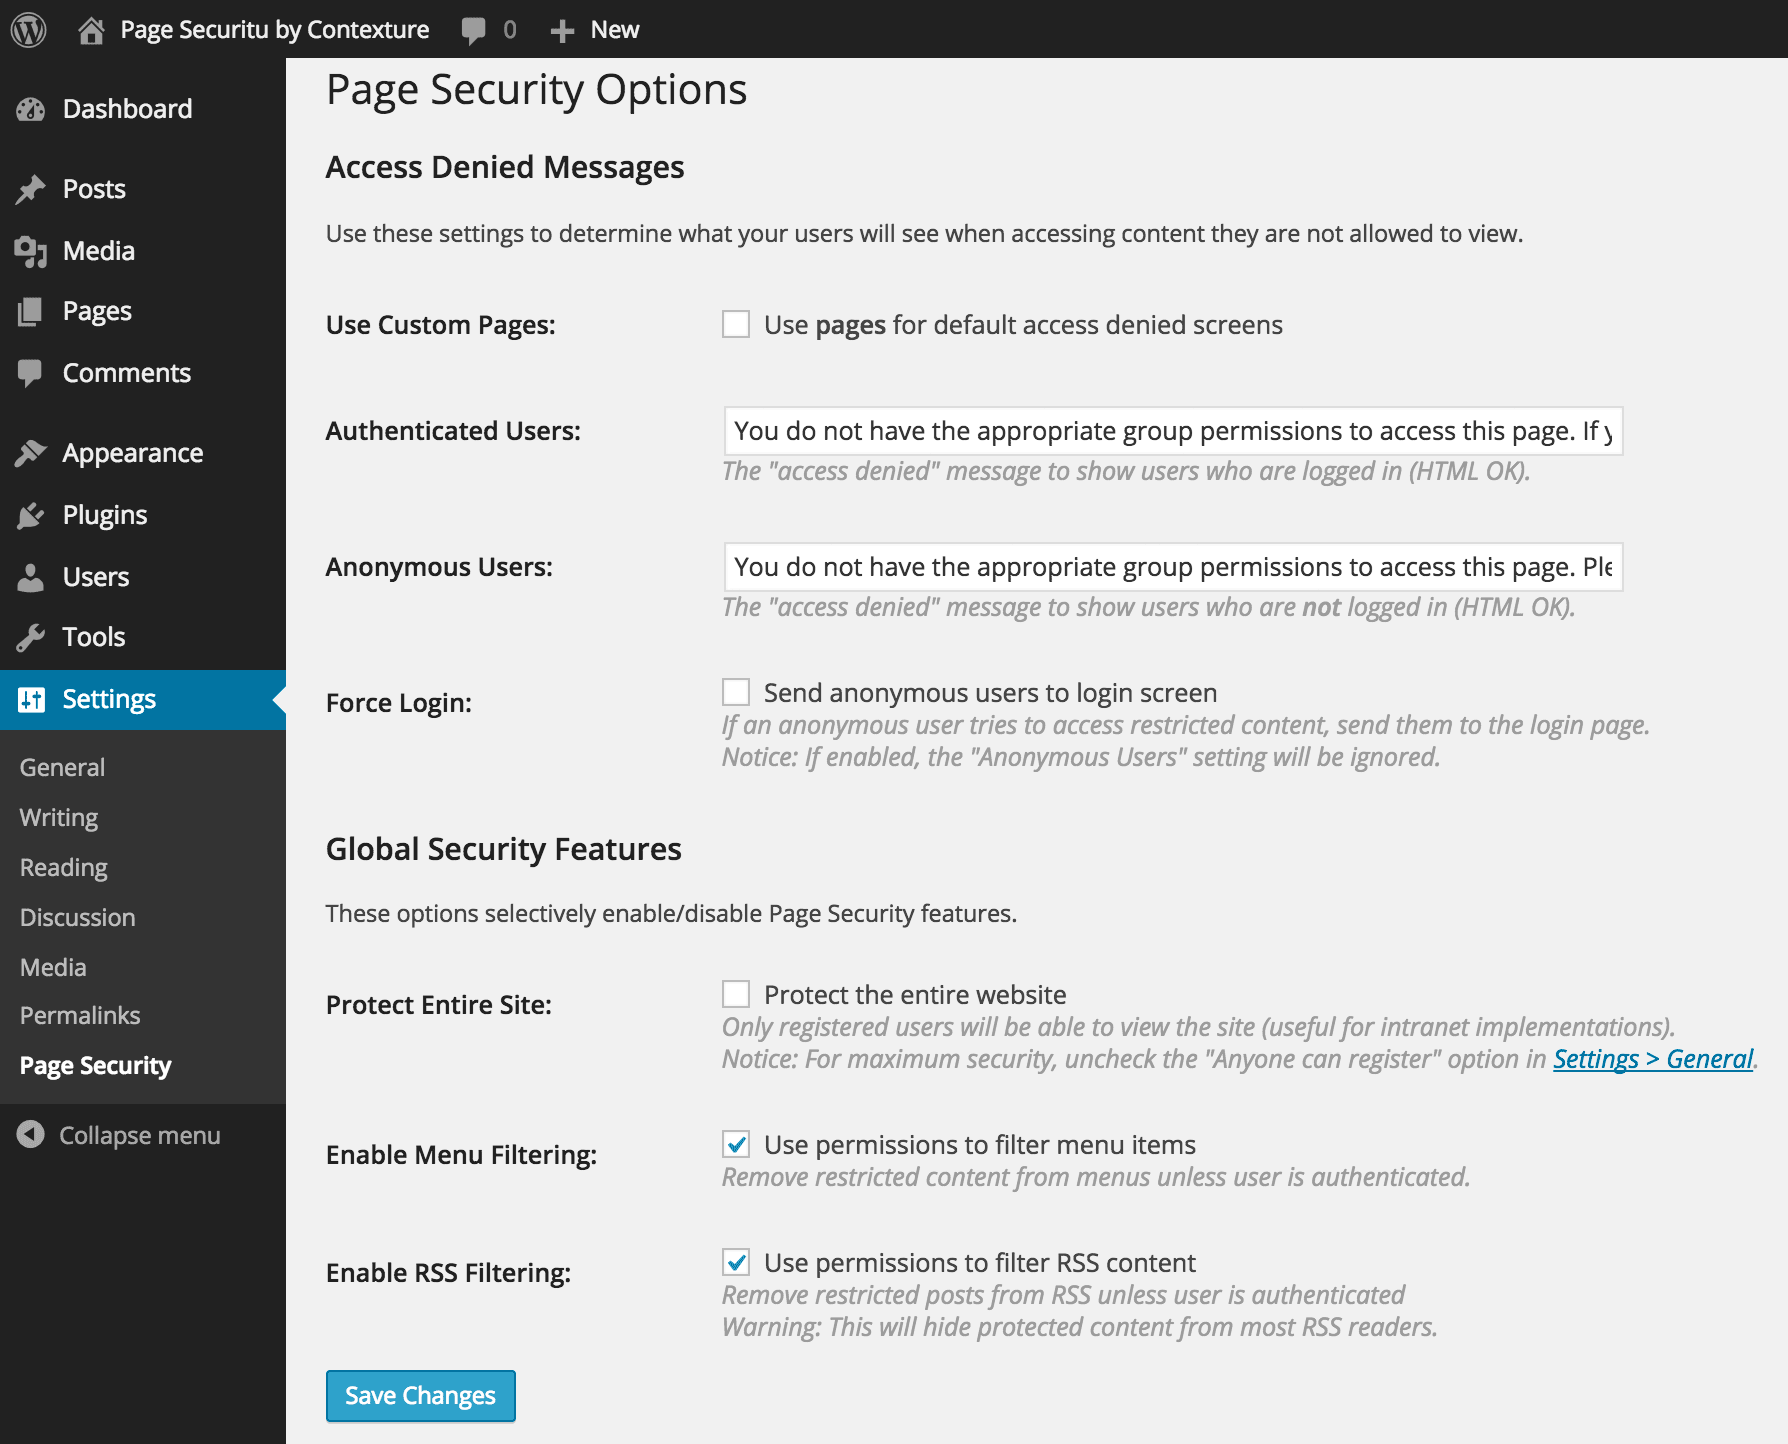 Page Securitu by Contexture 0 New
Dashboard
Posts
Media
Pages
Comments
Appearance
Plugins
Users
Tools
Settings
General
Writing
Reading
Discussion
Media
Permalinks
Page Security
Collapse menu
Page Security Options
Access Denied Messages
Use these settings to determine what your users will see when accessing content they are not allowed to view.
Use Custom Pages: Use pages for default access denied screens
Authenticated Users: You do not have the appropriate group permissions to access this page. If y
The "access denied" message to show users who are logged in (HTML OK).
Anonymous Users: You do not have the appropriate group permissions to access this page. Ple
The "access denied" message to show users who are not logged in (HTML OK).
Force Login: Send anonymous users to login screen
If an anonymous user tries to access restricted content, send them to the login page.
Notice: If enabled, the "Anonymous Users" setting will be ignored.
Global Security Features
These options selectively enable/disable Page Security features.
Protect Entire Site: Protect the entire website
Only registered users will be able to view the site (useful for intranet implementations).
Notice: For maximum security, uncheck the "Anyone can register" option in Settings > General.
Enable Menu Filtering: Use permissions to filter menu items
Remove restricted content from menus unless user is authenticated.
Enable RSS Filtering: Use permissions to filter RSS content
Remove restricted posts from RSS unless user is authenticated
Warning: This will hide protected content from most RSS readers.
Save Changes